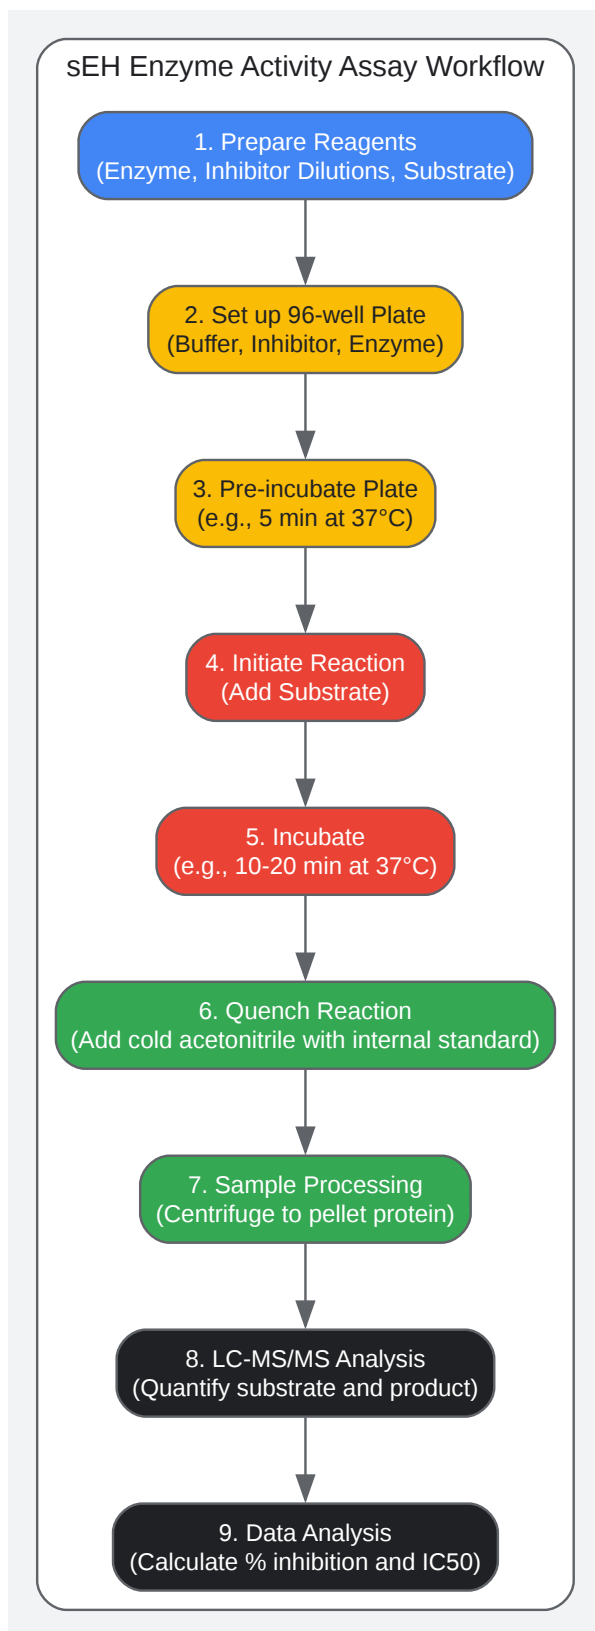 sEH Enzyme Activity Assay Workflow
1. Prepare Reagents
(Enzyme, Inhibitor Dilutions, Substrate)
2. Set up 96-well Plate
(Buffer, Inhibitor, Enzyme)
3. Pre-incubate Plate
(e.g., 5 min at 37°C)
4. Initiate Reaction
(Add Substrate)
5. Incubate
(e.g., 10-20 min at 37°C)
6. Quench Reaction
(Add cold acetonitrile with internal standard)
7. Sample Processing
(Centrifuge to pellet protein)
8. LC-MS/MS Analysis
(Quantify substrate and product)
9. Data Analysis
(Calculate % inhibition and IC50)